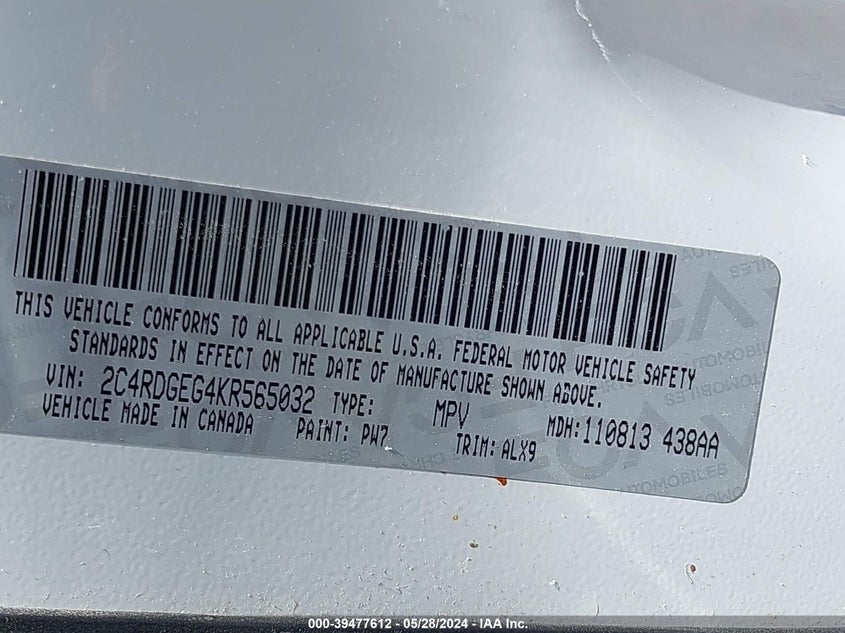 THIS VEHICLE CONFORMS TO ALL APPLICABLE U.S.A. FEDERAL MOTOR VEHICLE SAFETY
STANDARDS IN EFFECT ON THE DATE OF MANUFACTURE SHOWN ABOVE.
VIN: 2C4RDGEG4KR565032 TYPE: MPV MDH:110813 438AA
VEHICLE MADE IN CANADA PAINT: PW7 TRIM: ALX9
AUTOMOBILES
000-39477612 - 05/28/2024 - IAA Inc.